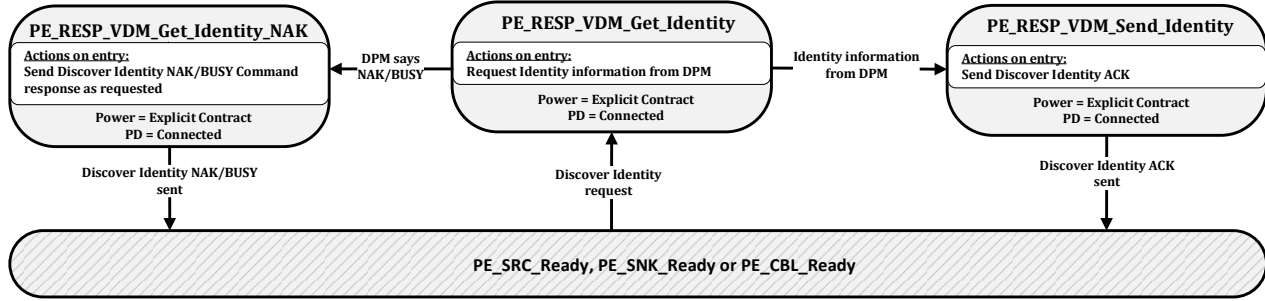 PE_RESP_VDM_Get_Identity_NAK
Actions on entry:
Send Discover Identity NAK/BUSY Command
response as requested
Power = Explicit Contract
PD = Connected
DPM says
NAK/BUSY
PE_RESP_VDM_Get_Identity
Actions on entry:
Request Identity information from DPM
Power = Explicit Contract
PD = Connected
Identity information
from DPM
PE_RESP_VDM_Send_Identity
Actions on entry:
Send Discover Identity ACK
Power = Explicit Contract
PD = Connected
Discover Identity NAK/BUSY
sent
Discover Identity
request
Discover Identity ACK
sent
PE_SRC_Ready, PE_SNK_Ready or PE_CBL_Ready